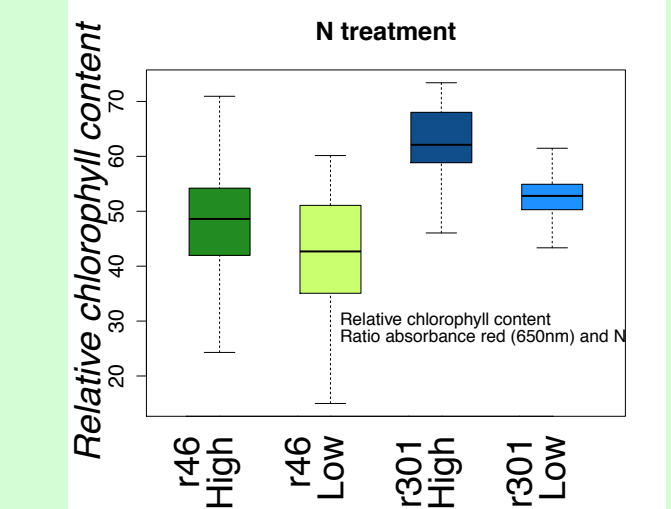 N treatment
Relative chlorophyll content
70
60
50
40
30
20
Relative chlorophyll content
Ratio absorbance red (650nm) and N
r46
High
r46
Low
r301
High
r301
Low